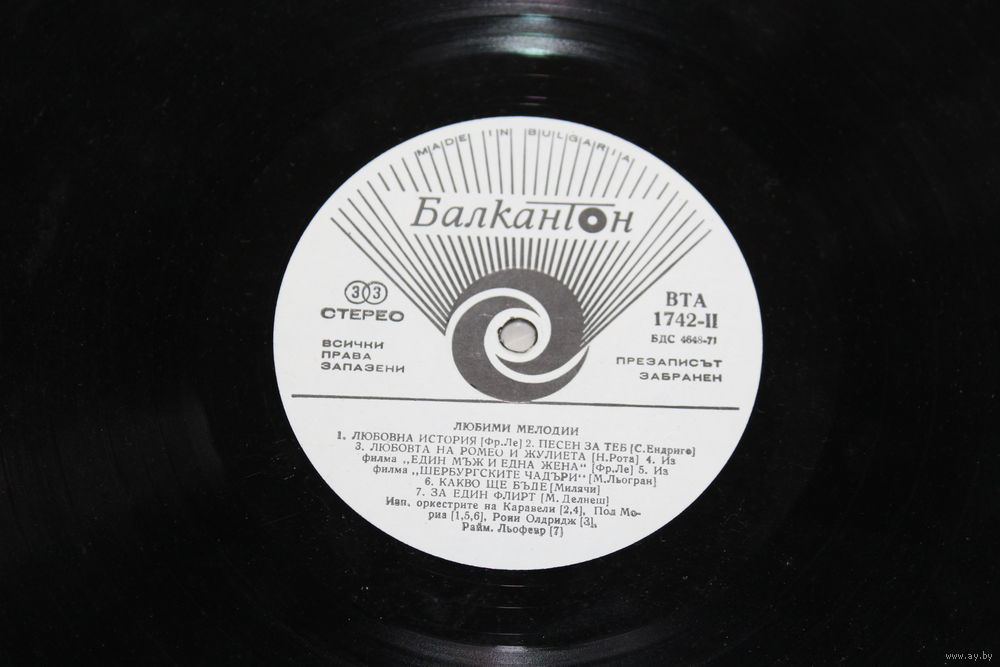 MADE IN BULGARIA
Балкантон
33
СТЕРЕО
ВСИЧКИ
ПРАВА
ЗАПАЗЕНИ
ВТА
1742-II
БДС 4648-71
ПРЕЗАПИСЪТ
ЗАБРАНЕН
ЛЮБИМИ МЕЛОДИИ
1. ЛЮБОВНА ИСТОРИЯ [Фр.Ле] 2. ПЕСЕН ЗА ТЕБ [С.Ендриго]
3. ЛЮБОВТА НА РОМЕО И ЖУЛИЕТА [Н.Рота] 4. Из
филма „ЕДИН МЪЖ И ЕДНА ЖЕНА" [Фр.Ле] 5. Из
филма „ШЕРБУРГСКИТЕ ЧАДЪРИ" [М.Льогран]
6. КАКВО ЩЕ БЪДЕ [Милячи]
7. ЗА ЕДИН ФЛИРТ [М. Делнеш]
Изп. оркестрите на Каравели [2,4], Пол Мо-
риа [1,5,6], Рони Олдридж [3],
Райм. Льофевр [7]
www.ay.by